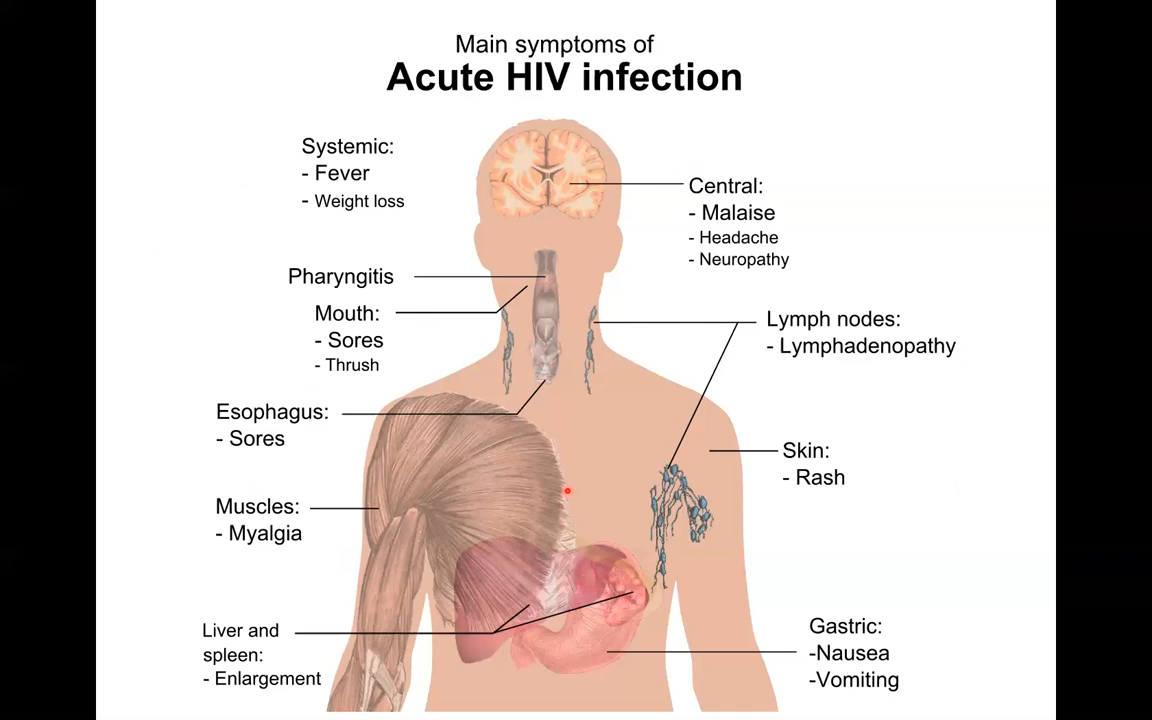 Main symptoms of
Acute HIV infection
Systemic:
- Fever
- Weight loss
Central:
- Malaise
- Headache
- Neuropathy
Pharyngitis
Mouth:
- Sores
- Thrush
Lymph nodes:
- Lymphadenopathy
Esophagus:
- Sores
Skin:
- Rash
Muscles:
- Myalgia
Liver and
spleen:
- Enlargement
Gastric:
-Nausea
-Vomiting